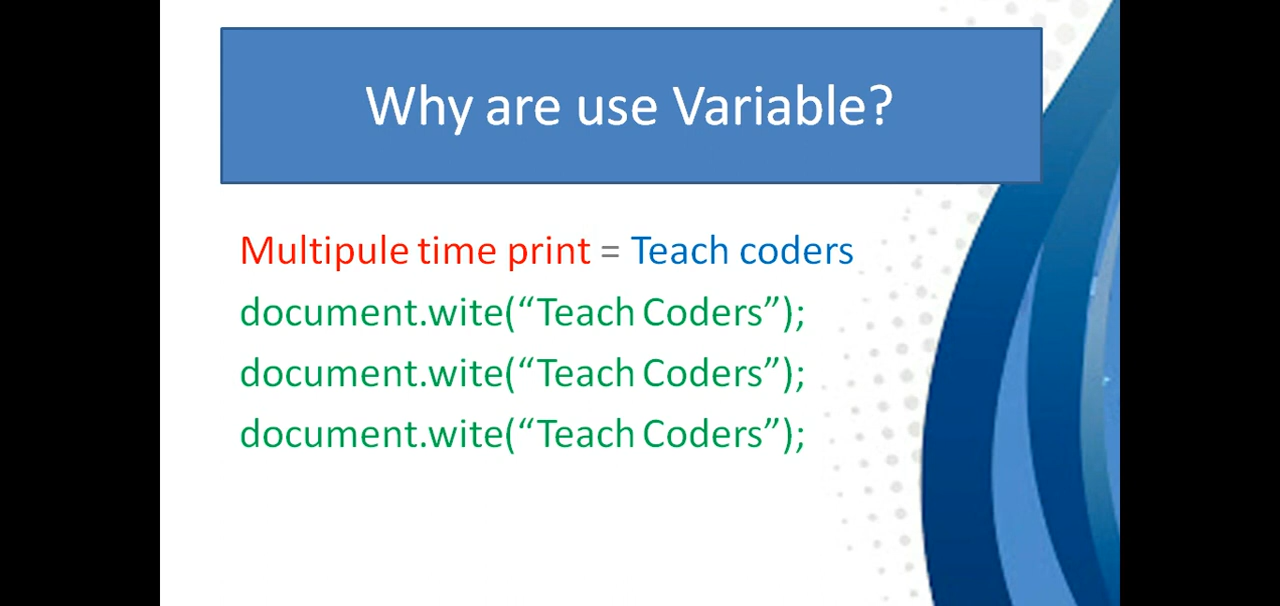 Why are use Variable?
Multipule time print = Teach coders
document.wite(“Teach Coders”);
document.wite(“Teach Coders”);
document.wite(“Teach Coders”);